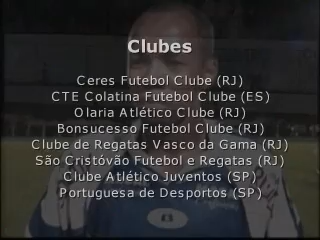 Clubes
Ceres Futebol Clube (RJ)
CTE Colatina Futebol Clube (ES)
Olaria Atlético Clube (RJ)
Bonsucesso Futebol Clube (RJ)
Clube de Regatas Vasco da Gama (RJ)
São Cristóvão Futebol e Regatas (RJ)
Clube Atlético Juventos (SP)
Portuguesa de Desportos (SP)